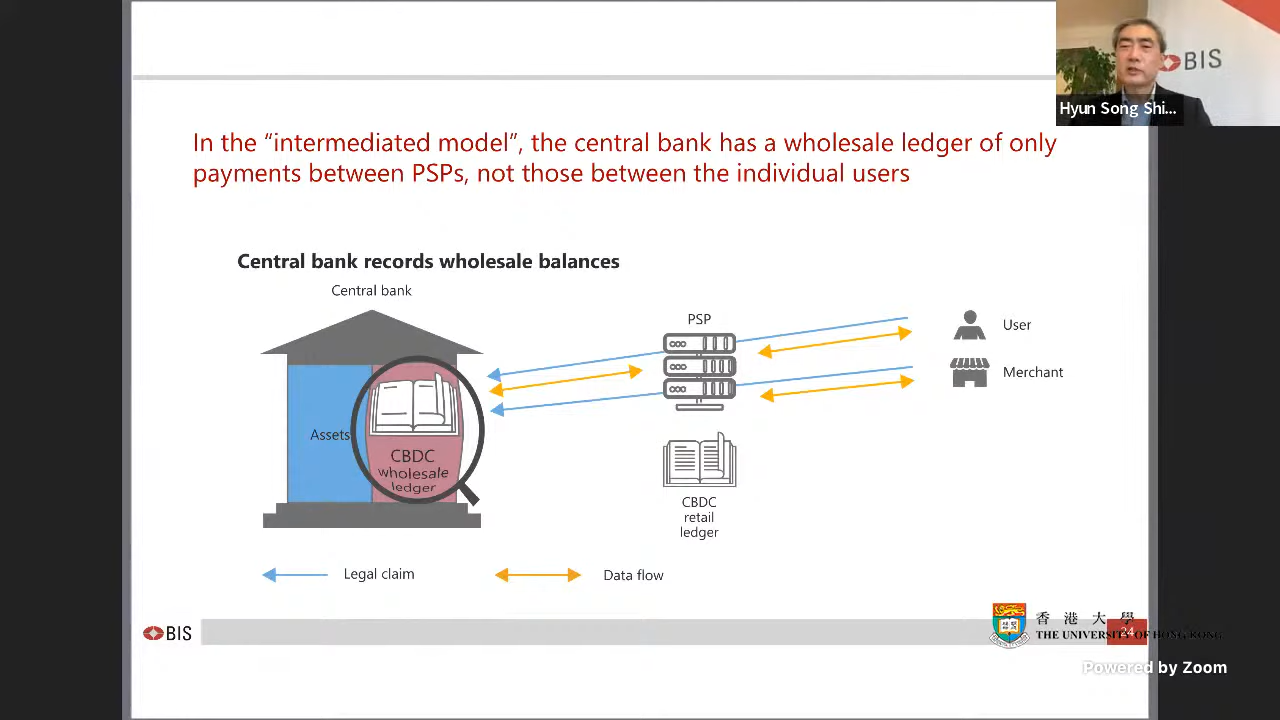 BIS
Hyun Song Shi...
In the “intermediated model”, the central bank has a wholesale ledger of only
payments between PSPs, not those between the individual users
Central bank records wholesale balances
Central bank
PSP
User
Merchant
Assets
CBDC
wholesale
ledger
CBDC
retail
ledger
Legal claim
Data flow
BIS
香港大學
THE UNIVERSITY OF HONG KONG
24
Powered by Zoom